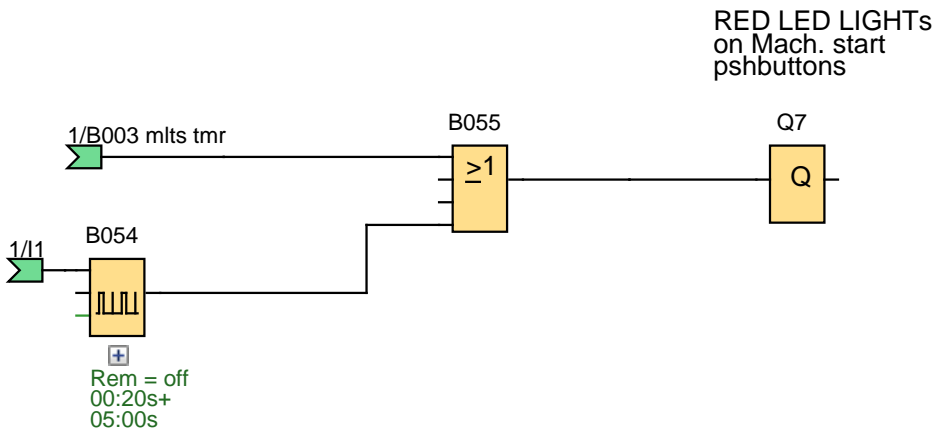 RED LED LIGHTs
on Mach. start
pshbuttons
1/B003 mlts tmr
B055
Q7
≥1
Q
B054
1/I1
Rem = off
00:20s+
05:00s